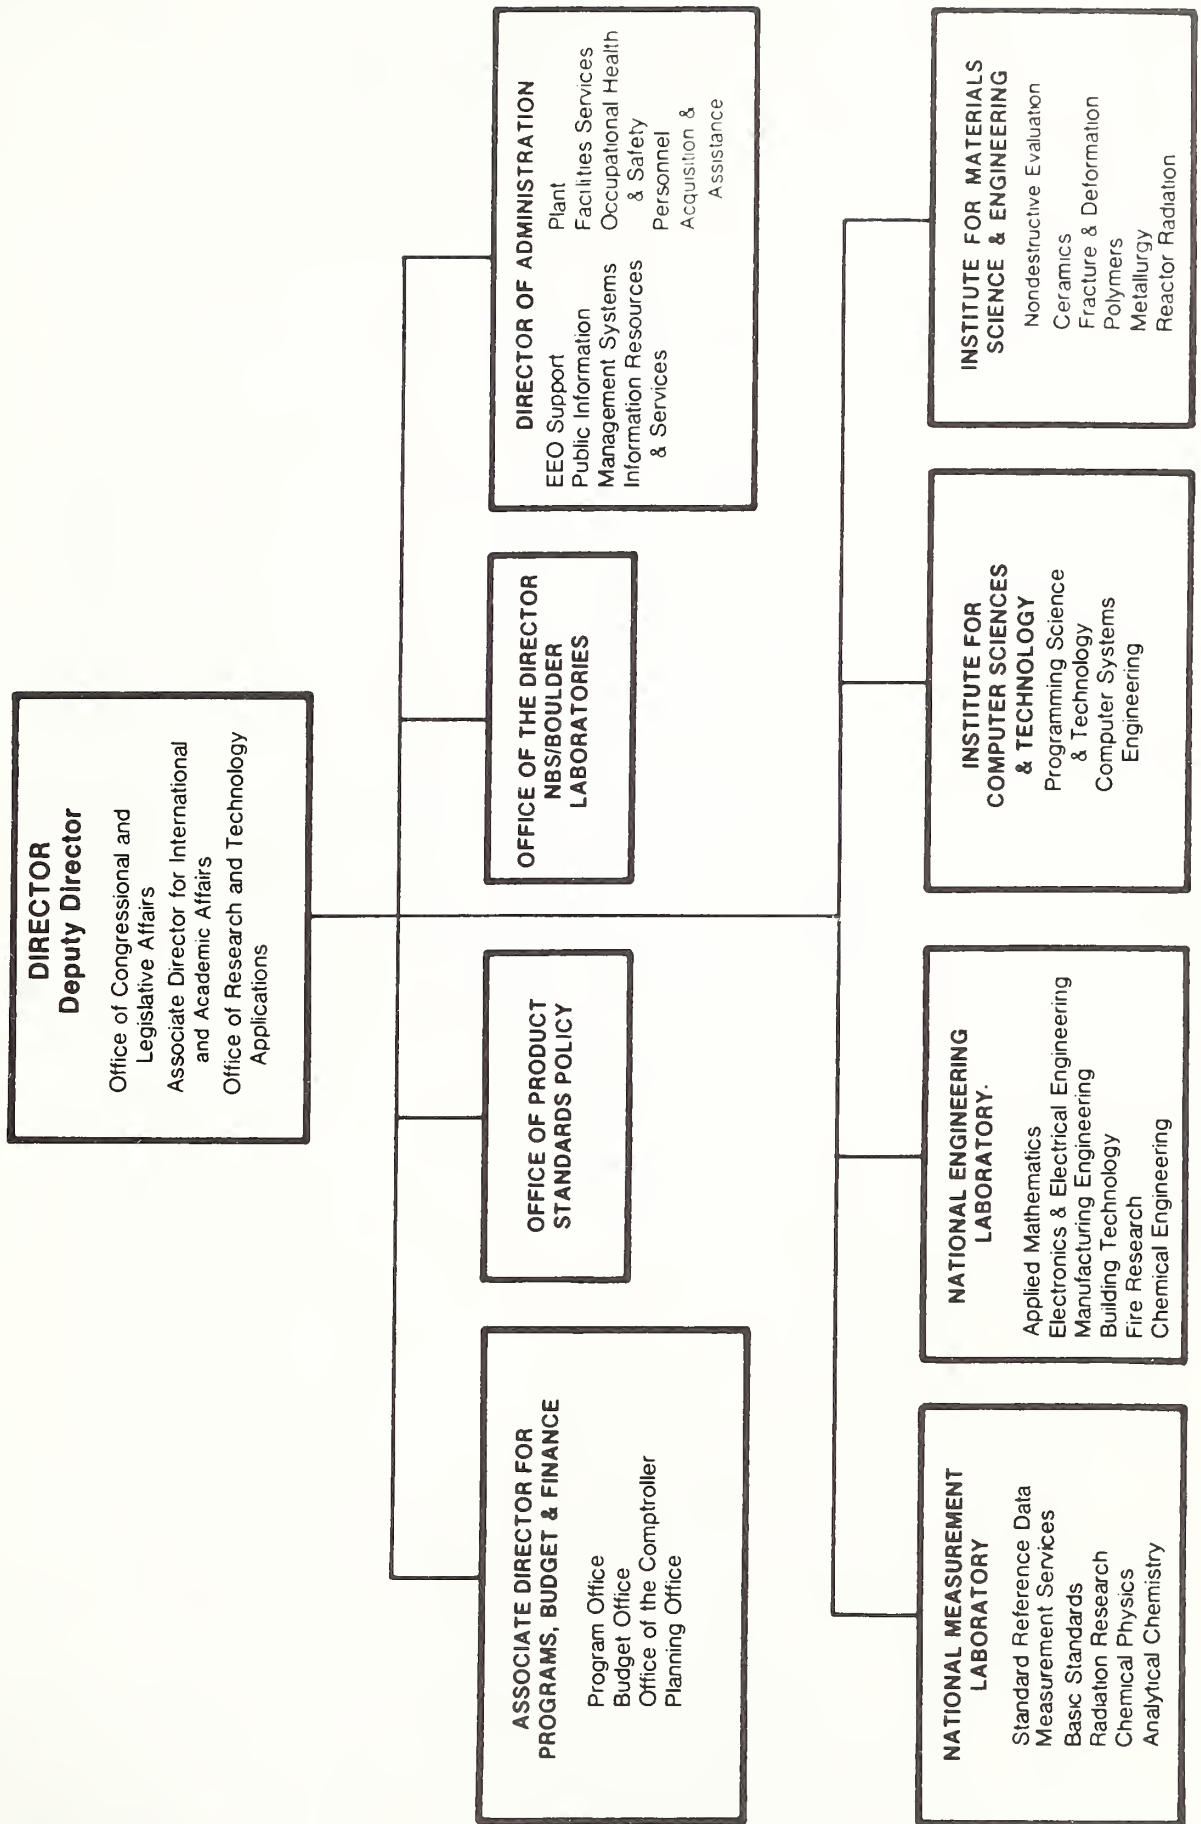 DIRECTOR
Deputy Director
Office of Congressional and
Legislative Affairs
Associate Director for International
and Academic Affairs
Office of Research and Technology
Applications
ASSOCIATE DIRECTOR FOR
PROGRAMS, BUDGET & FINANCE
Program Office
Budget Office
Office of the Comptroller
Planning Office
OFFICE OF PRODUCT
STANDARDS POLICY
OFFICE OF THE DIRECTOR
NBS/BOULDER
LABORATORIES
DIRECTOR OF ADMINISTRATION
EEO Support
Public Information
Management Systems
Information Resources
& Services
Plant
Facilities Services
Occupational Health
& Safety
Personnel
Acquisition &
Assistance
NATIONAL MEASUREMENT
LABORATORY
Standard Reference Data
Measurement Services
Basic Standards
Radiation Research
Chemical Physics
Analytical Chemistry
NATIONAL ENGINEERING
LABORATORY.
Applied Mathematics
Electronics & Electrical Engineering
Manufacturing Engineering
Building Technology
Fire Research
Chemical Engineering
INSTITUTE FOR
COMPUTER SCIENCES
& TECHNOLOGY
Programming Science
& Technology
Computer Systems
Engineering
INSTITUTE FOR MATERIALS
SCIENCE & ENGINEERING
Nondestructive Evaluation
Ceramics
Fracture & Deformation
Polymers
Metallurgy
Reactor Radiation